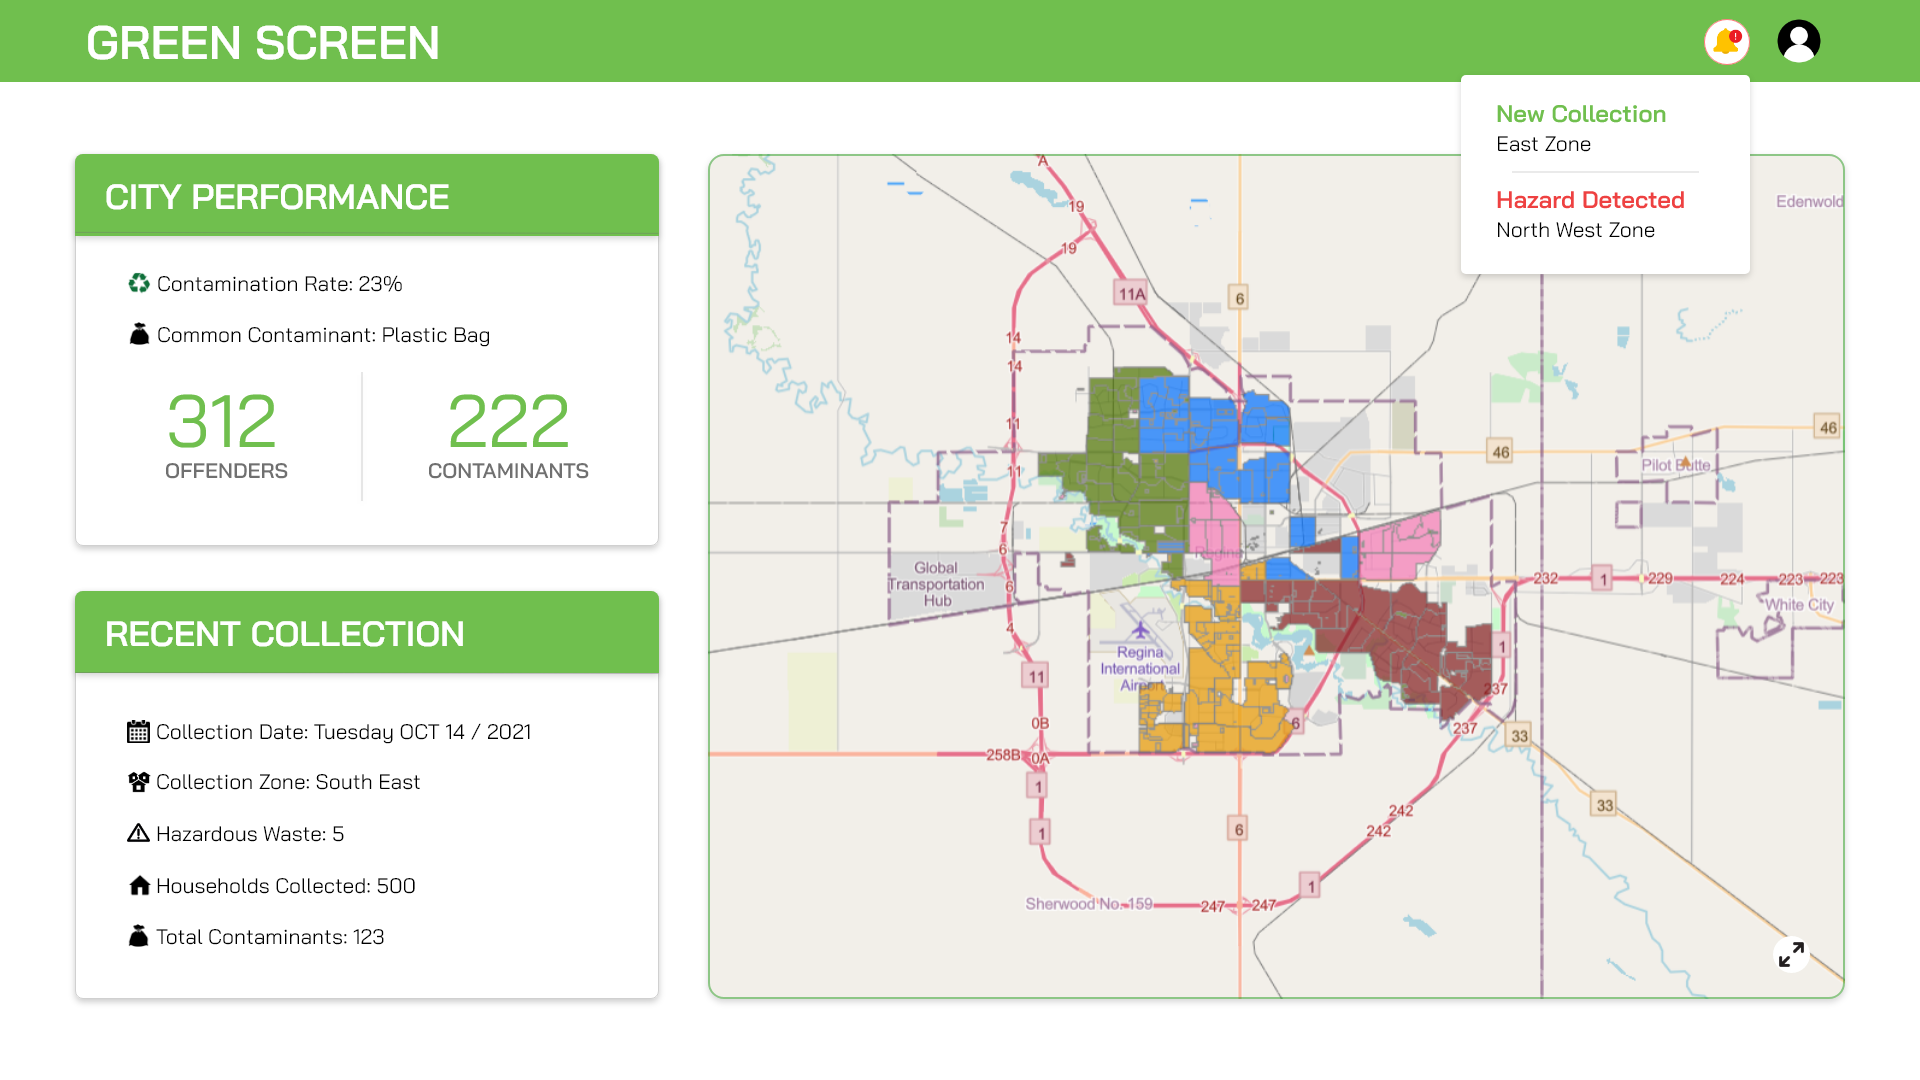 GREEN SCREEN
New Collection
East Zone
Hazard Detected
North West Zone
CITY PERFORMANCE
Contamination Rate: 23%
Common Contaminant: Plastic Bag
312
OFFENDERS
222
CONTAMINANTS
RECENT COLLECTION
Collection Date: Tuesday OCT 14 / 2021
Collection Zone: South East
Hazardous Waste: 5
Households Collected: 500
Total Contaminants: 123
A
19
19
Edenwold
11A
6
14
14
11
46
46
11
Pilot Butte
7
6
Regina
Global
Transportation
Hub
6
232
1
229
224
223
223
White City
4
Regina
International
Airport
1
11
237
0B
6
237
33
258B
0A
1
33
242
1
6
242
1
Sherwood No. 159
247
247